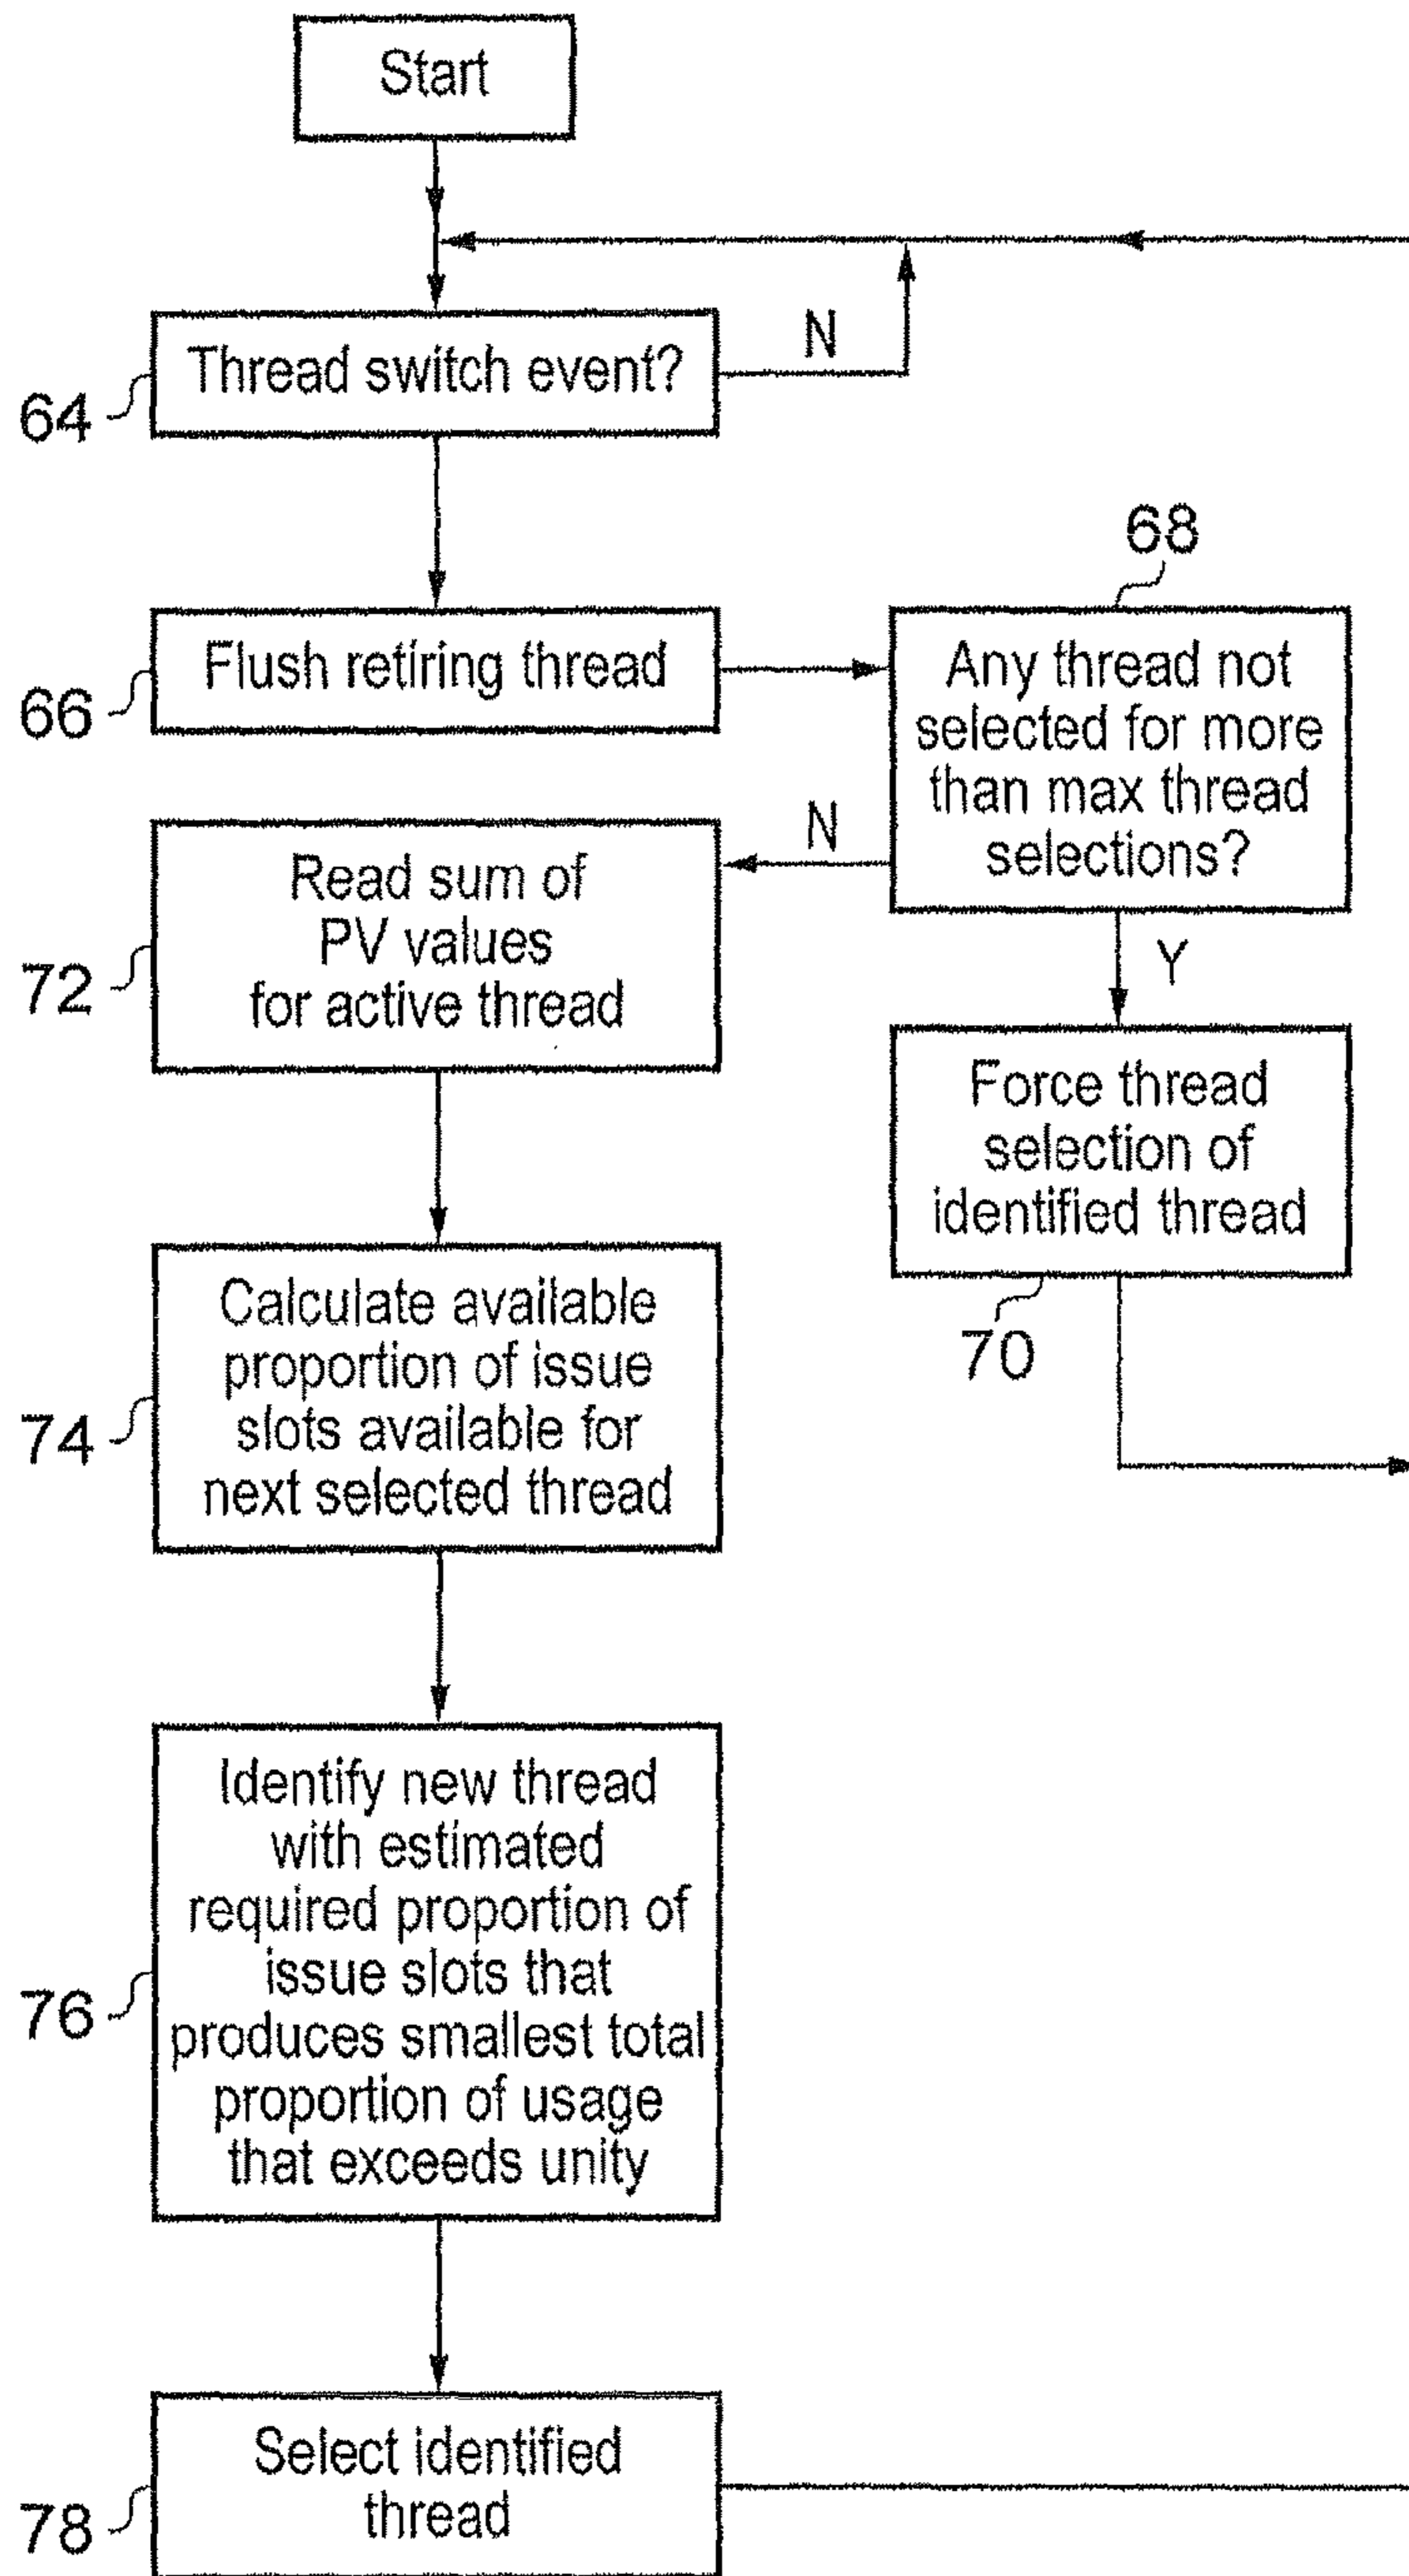 Start
Thread switch event?
N
64
68
Flush retiring thread
66
Any thread not
selected for more
than max thread
selections?
N
Y
Read sum of
PV values
for active thread
72
Force thread
selection of
identified thread
70
Calculate available
proportion of issue
slots available for
next selected thread
74
Identify new thread
with estimated
required proportion of
issue slots that
produces smallest total
proportion of usage
that exceeds unity
76
Select identified
thread
78